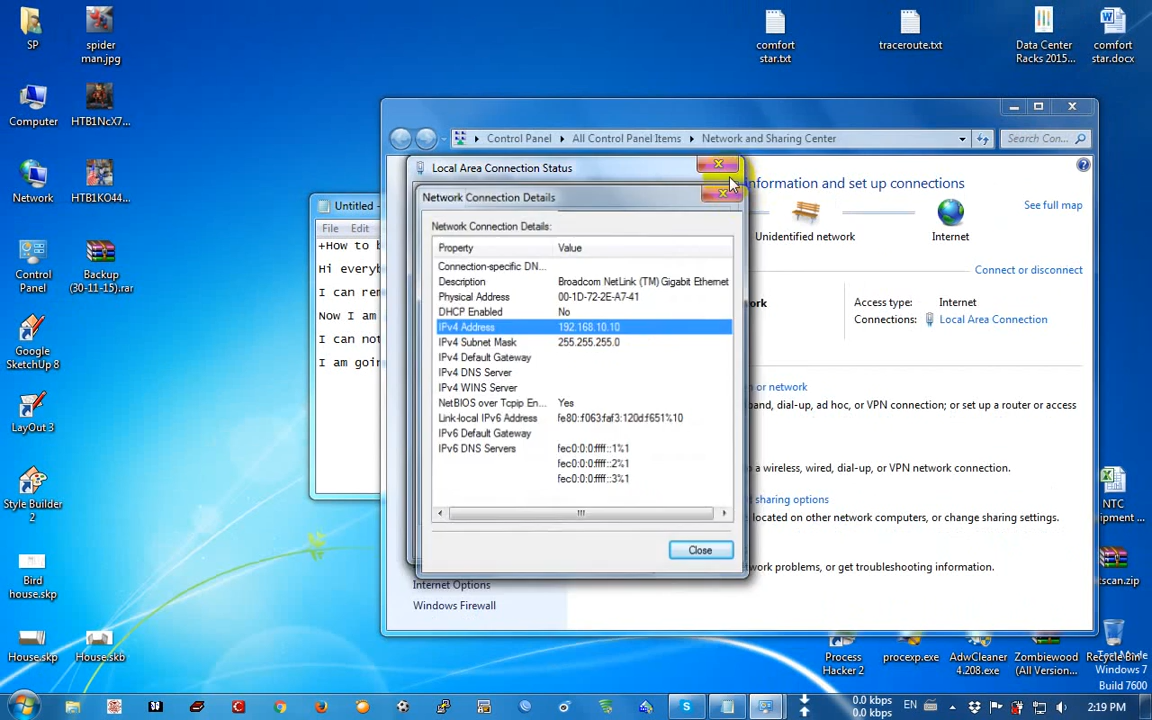 SP
spider
man.jpg
comfort
star.txt
traceroute.txt
Data Center
Racks 2015...
comfort
star.docx
Computer
HTB1NcX7...
Network
HTB1KO44...
Control
Panel
Backup
(30-11-15).rar
Google
SketchUp 8
LayOut 3
Style Builder
2
Bird
house.skp
House.skp
House.skb
Untitled -
File Edit
+How to b
Hi everyb
I can rem
Now I am
I can not
I am goin
Control Panel
All Control Panel Items
Network and Sharing Center
Search Con...
Local Area Connection Status
information and set up connections
See full map
Unidentified network
Internet
Connect or disconnect
work
Access type:
Internet
Connections:
Local Area Connection
n or network
band, dial-up, ad hoc, or VPN connection; or set up a router or access
o a wireless, wired, dial-up, or VPN network connection.
sharing options
located on other network computers, or change sharing settings.
work problems, or get troubleshooting information.
Internet Options
Windows Firewall
Network Connection Details
Network Connection Details:
Property Value
Connection-specific DN...
Description Broadcom NetLink (TM) Gigabit Ethernet
Physical Address 00-1D-72-2E-A7-41
DHCP Enabled No
IPv4 Address 192.168.10.10
IPv4 Subnet Mask 255.255.255.0
IPv4 Default Gateway
IPv4 DNS Server
IPv4 WINS Server
NetBIOS over Tcpip En... Yes
Link-local IPv6 Address fe80::f063:faf3:120d:f651%10
IPv6 Default Gateway
IPv6 DNS Servers fec0:0:0:ffff::1%1
fec0:0:0:ffff::2%1
fec0:0:0:ffff::3%1
Close
NTC
ipment ...
tscan.zip
Process
Hacker 2
procexp.exe
AdwCleaner
4.208.exe
Zombiewood
(All Version...
Recycle Bin
Test Mode
Windows 7
Build 7600
0.0 kbps
0.0 kbps
EN
2:19 PM